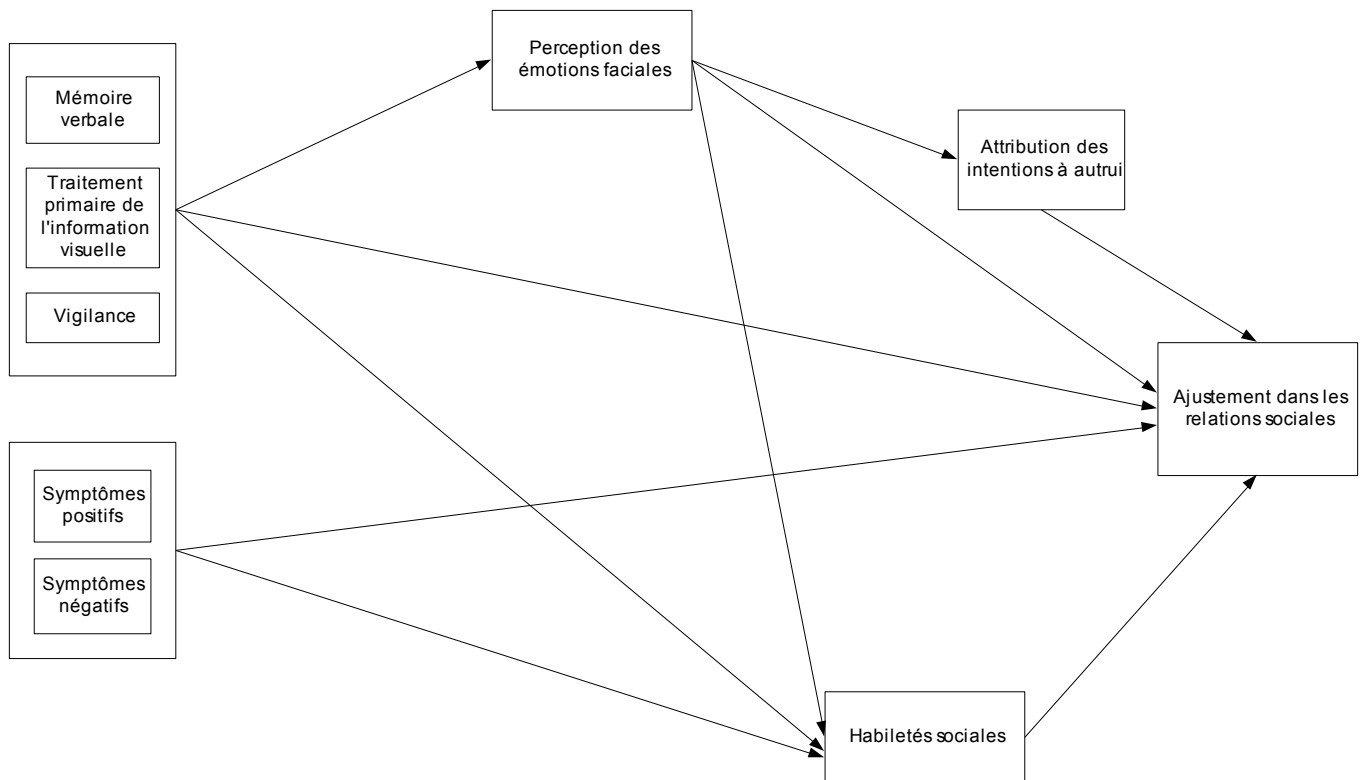 Perception des
émotions faciales
Mémoire
verbale
Attribution des
intentions à autrui
Traitement
primaire de
l'information
visuelle
Vigilance
Ajustement dans les
relations sociales
Symptômes
positifs
Symptômes
négatifs
Habiletés sociales